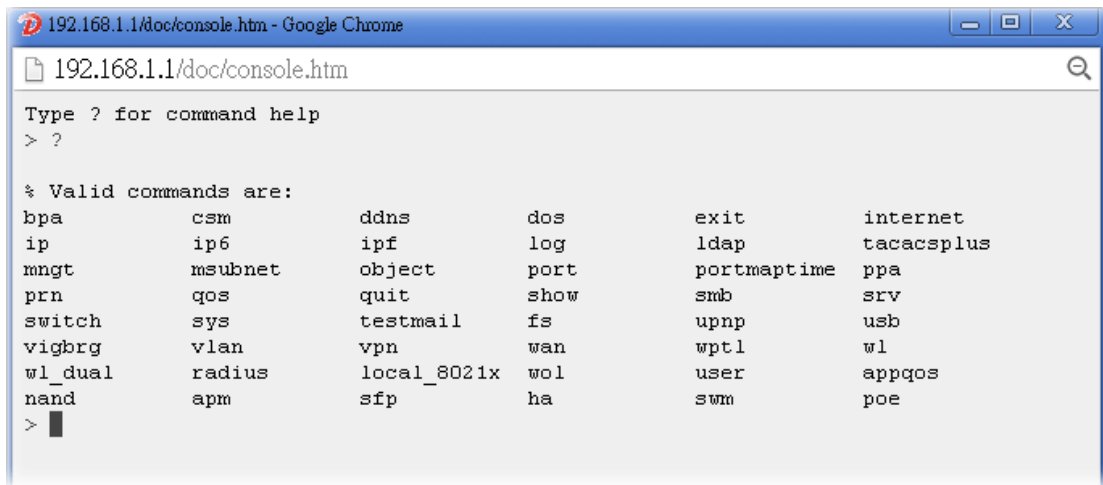 192.168.1.1/doc/console.htm - Google Chrome
192.168.1.1/doc/console.htm
Type ? for command help
> ?
% Valid commands are:
bpa csm ddns dos exit internet
ip ip6 ipf log ldap tacacsplus
mngt msubnet object port portmaptime ppa
prn qos quit show smb srv
switch sys testmail fs upnp usb
vigbrg vlan vpn wan wptl wl
wl_dual radius local_8021x wol user appqos
nand apm sfp ha swm poe
>